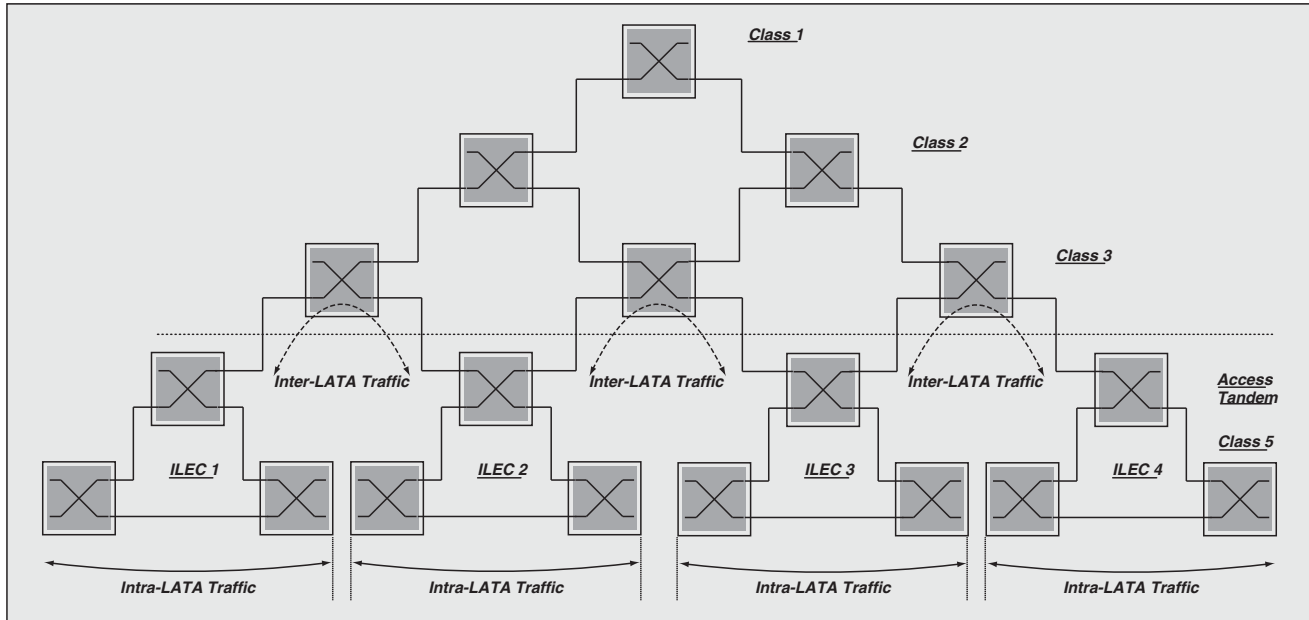 Class 1
Class 2
Class 3
Inter-LATA Traffic
Inter-LATA Traffic
Inter-LATA Traffic
Access
Tandem
Class 5
ILEC 1
ILEC 2
ILEC 3
ILEC 4
Intra-LATA Traffic
Intra-LATA Traffic
Intra-LATA Traffic
Intra-LATA Traffic